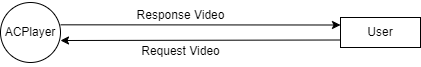 Response Video
ACPlayer
User
Request Video